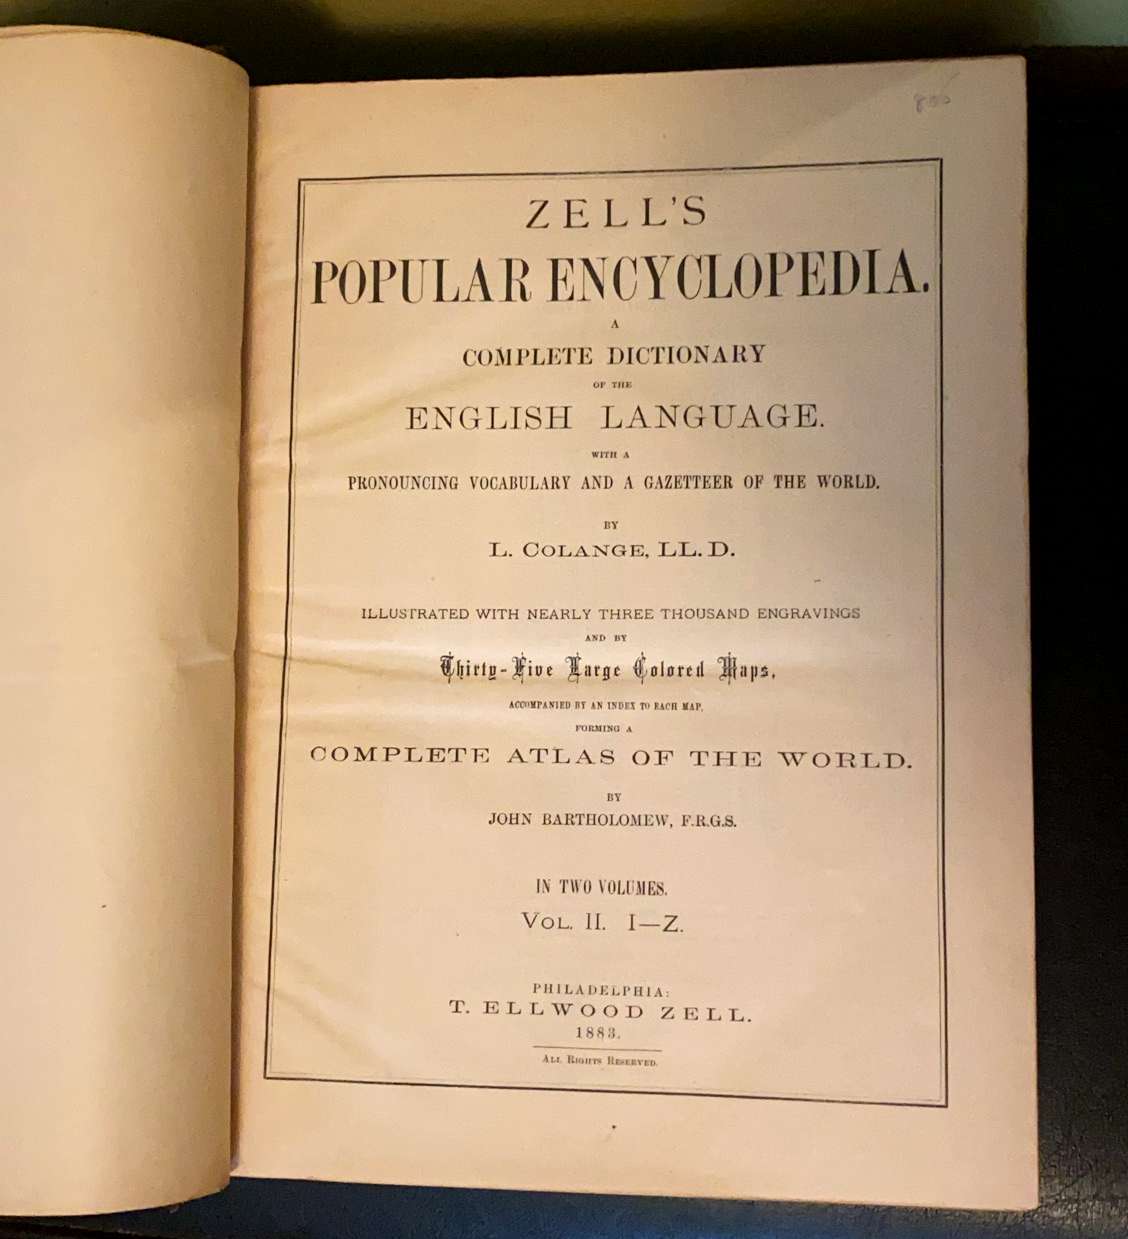 ZELL'S
POPULAR ENCYCLOPEDIA.
A
COMPLETE DICTIONARY
OF THE
ENGLISH LANGUAGE.
WITH A
PRONOUNCING VOCABULARY AND A GAZETTEER OF THE WORLD.
BY
L. COLANGE, LL. D.
ILLUSTRATED WITH NEARLY THREE THOUSAND ENGRAVINGS
AND BY
Thirty-Five Large Colored Maps,
ACCOMPANIED BY AN INDEX TO EACH MAP,
FORMING A
COMPLETE ATLAS OF THE WORLD.
BY
JOHN BARTHOLOMEW, F.R.G.S.
IN TWO VOLUMES.
VOL. II. I—Z.
PHILADELPHIA:
T. ELLWOOD ZELL.
1883.
ALL RIGHTS RESERVED.